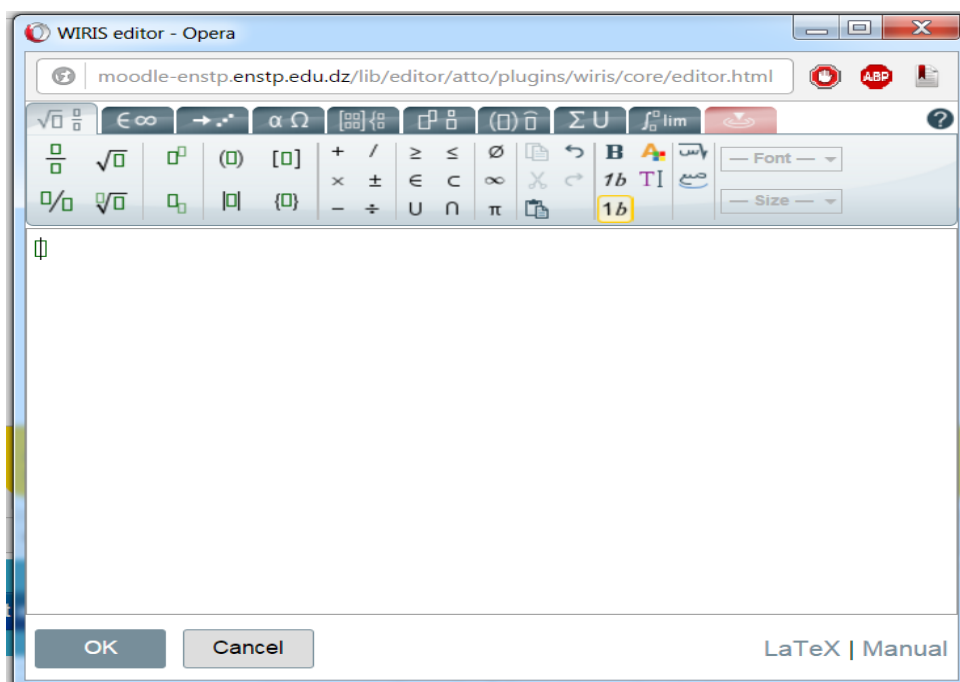 WIRIS editor - Opera
moodle-enstp.enstp.edu.dz/lib/editor/atto/plugins/wiris/core/editor.html ABP
√▯ ▯/▯ ∈∞ →⋰ α Ω [▯]{▯ ▯▯ (▯) Σ U ∫ lim ?
√▯ (▯) [▯] + / ≥ ≤ Ø B A — Font —
× ± ∈ ⊂ ∞ 1b TI
▯/▯ √▯ |▯| {▯} − ÷ ∪ ∩ π 1b — Size —
OK Cancel LaTeX | Manual